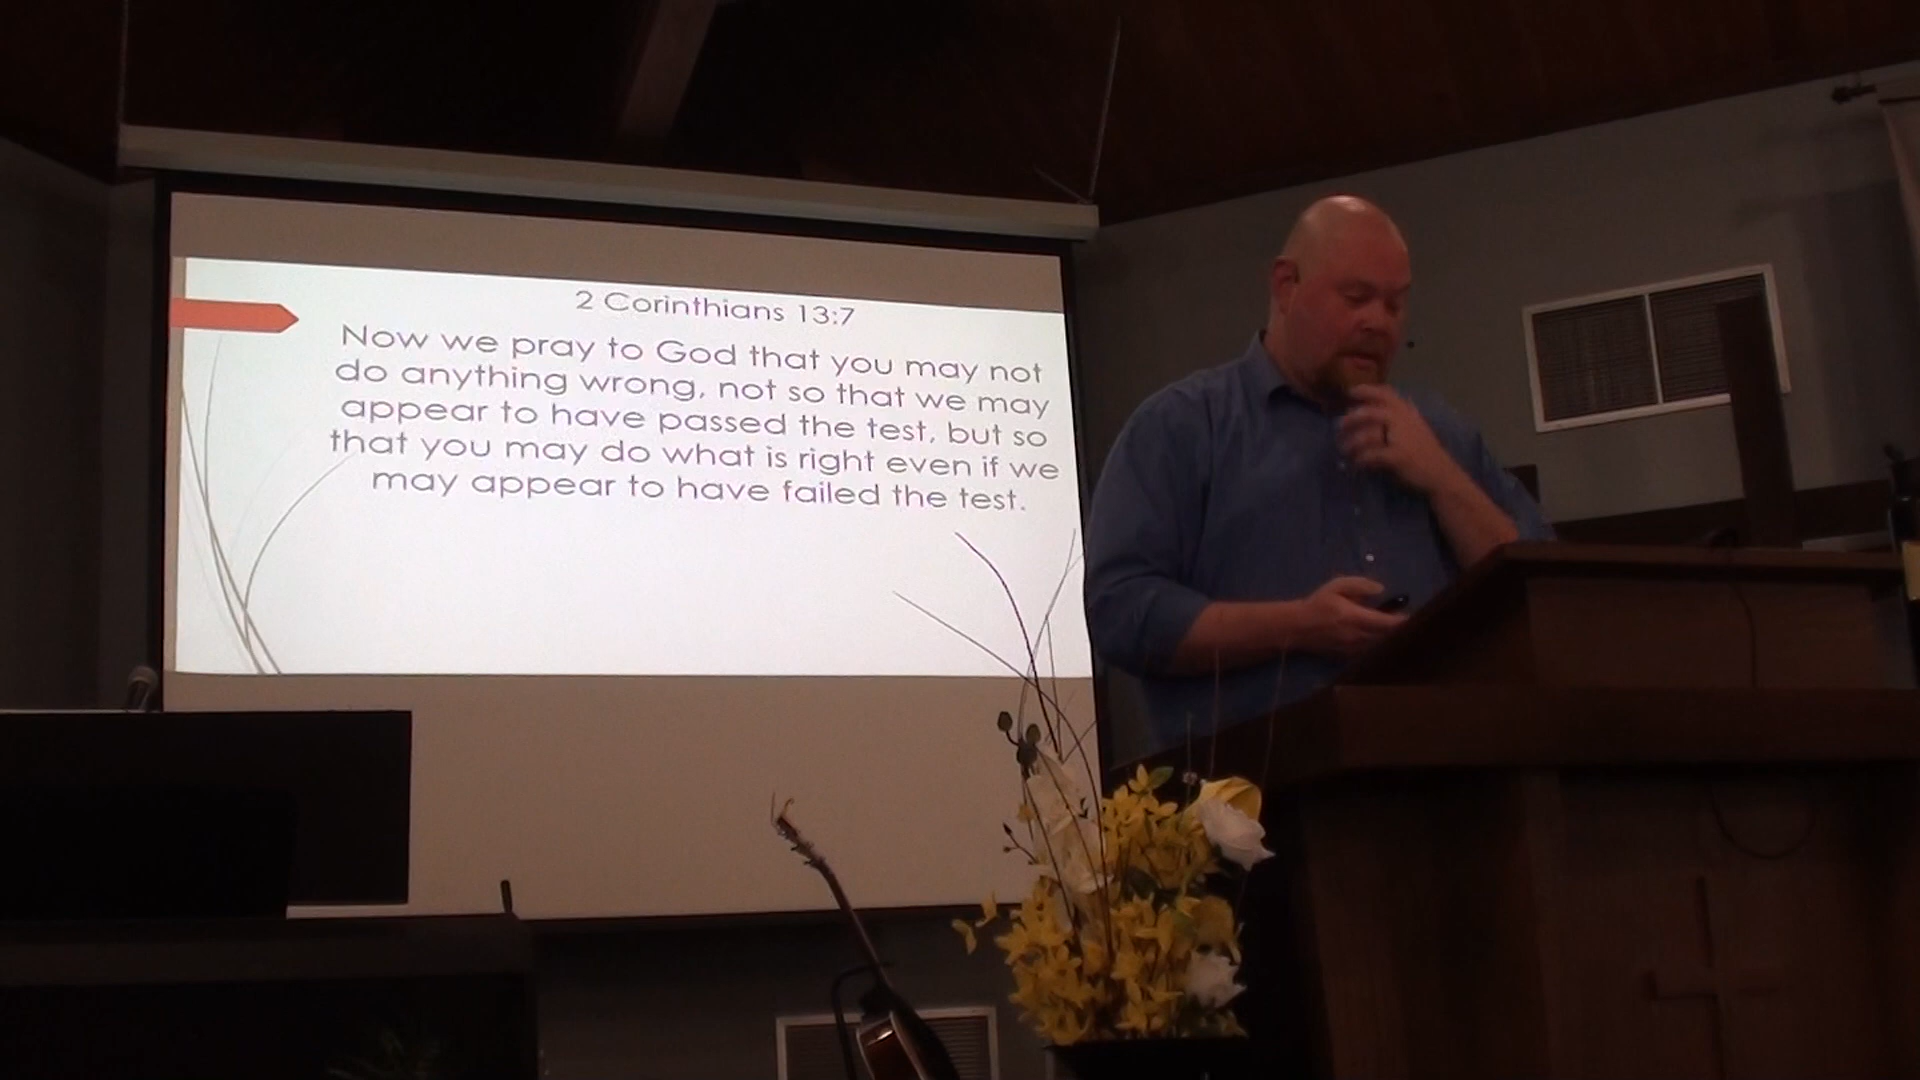 2 Corinthians 13:7
Now we pray to God that you may not
do anything wrong, not so that we may
appear to have passed the test, but so
that you may do what is right even if we
may appear to have failed the test.